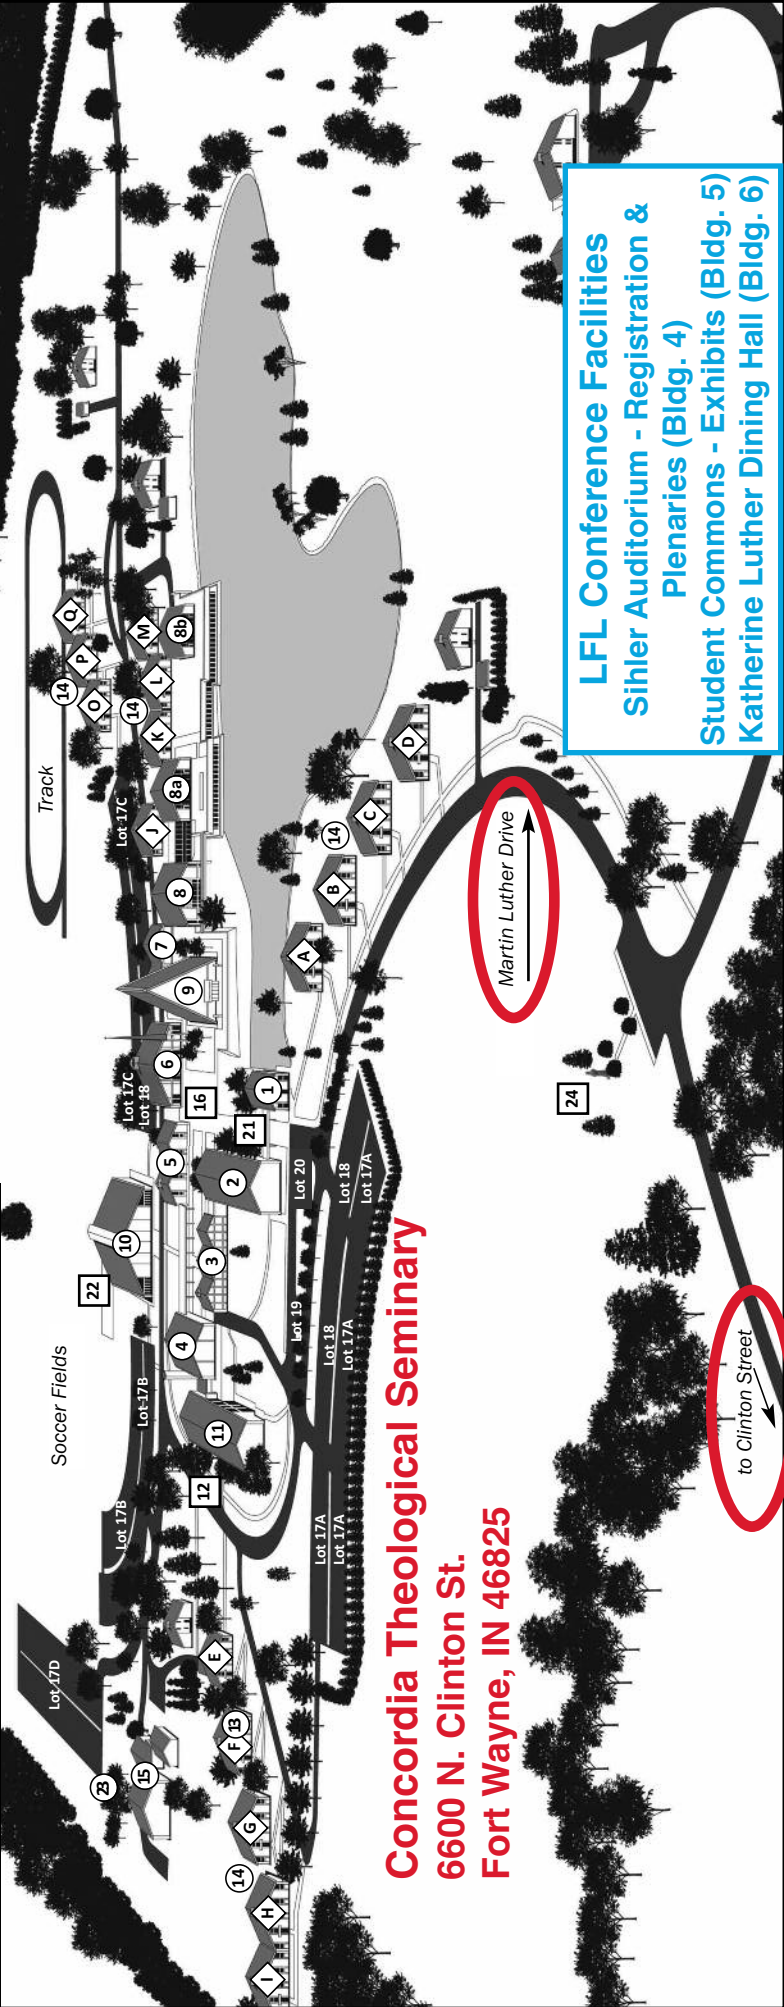 LFL Conference Facilities
Sihler Auditorium - Registration &
Plenaries (Bldg. 4)
Student Commons - Exhibits (Bldg. 5)
Katherine Luther Dining Hall (Bldg. 6)
Concordia Theological Seminary
6600 N. Clinton St.
Fort Wayne, IN 46825
Soccer Fields
Track
Martin Luther Drive
to Clinton Street
Lot 17D
Lot 17B
Lot 17B
Lot 17C
Lot 18
Lot 17C
Lot 20
Lot 19
Lot 18
Lot 17A
Lot 18
Lot 17A
Lot 17A
Lot 17A
23
15
22
10
14
O
P
Q
14
K
L
M
8b
J
8a
8
7
9
6
16
5
21
1
2
3
4
11
12
E
F
13
G
14
H
I
A
B
14
C
D
24